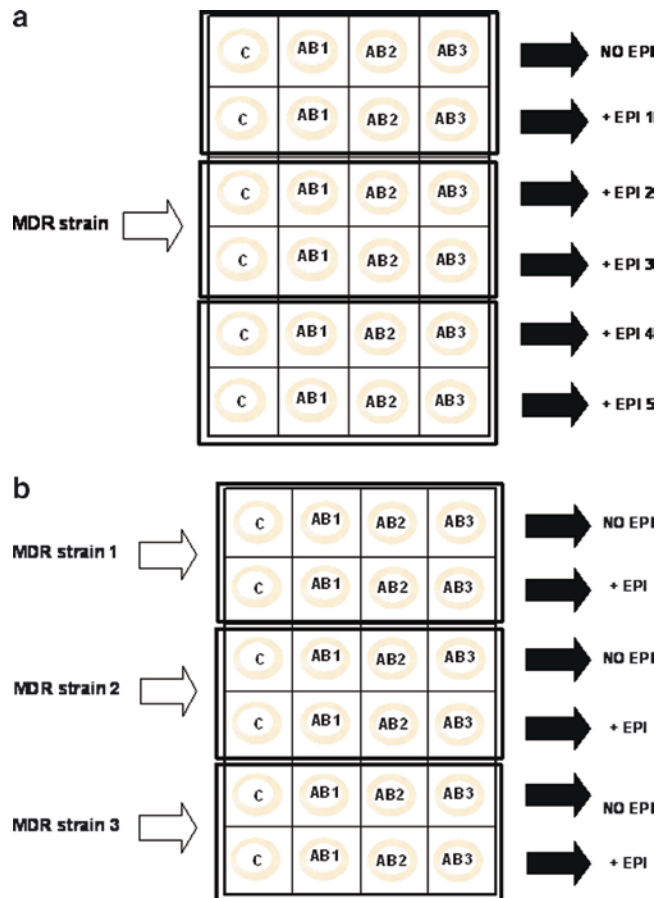 a
C AB1 AB2 AB3 NO EPI
C AB1 AB2 AB3 + EPI 1
MDR strain
C AB1 AB2 AB3 + EPI 2
C AB1 AB2 AB3 + EPI 3
C AB1 AB2 AB3 + EPI 4
C AB1 AB2 AB3 + EPI 5
b
MDR strain 1
C AB1 AB2 AB3 NO EPI
C AB1 AB2 AB3 + EPI
MDR strain 2
C AB1 AB2 AB3 NO EPI
C AB1 AB2 AB3 + EPI
MDR strain 3
C AB1 AB2 AB3 NO EPI
C AB1 AB2 AB3 + EPI